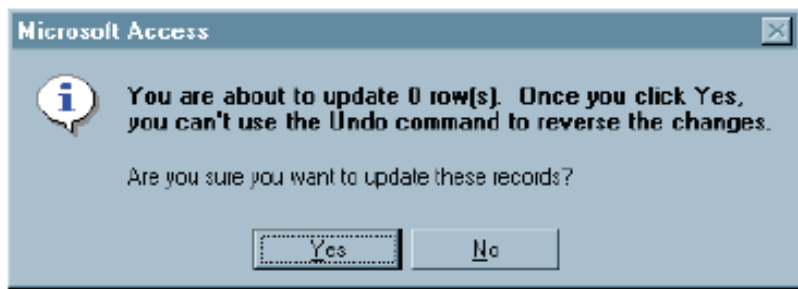 Microsoft Access
You are about to update 0 row(s). Once you click Yes,
you can't use the Undo command to reverse the changes.
Are you sure you want to update these records?
Yes No